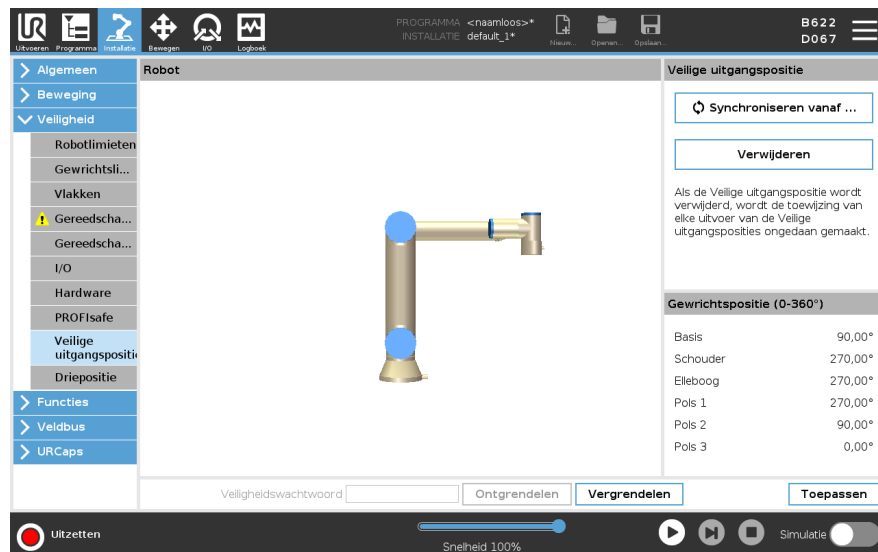 PROGRAMMA <naamloos>*
INSTALLATIE default_1*
B622
D067
Uitvoeren Programma Installatie Bewegen I/O Logboek
Nieuw... Openen... Opslaan...
Algemeen
Beweging
Veiligheid
Robotlimieten
Gewrichtsli...
Vlakken
Gereedscha...
Gereedscha...
I/O
Hardware
PROFIsafe
Veilige
uitgangspositi
Driepositie
Functies
Veldbus
URCaps
Robot
Veilige uitgangspositie
Synchroniseren vanaf ...
Verwijderen
Als de Veilige uitgangspositie wordt
verwijderd, wordt de toewijzing van
elke uitvoer van de Veilige
uitgangsposities ongedaan gemaakt.
Gewrichtspositie (0-360°)
Basis 90,00°
Schouder 270,00°
Elleboog 270,00°
Pols 1 270,00°
Pols 2 90,00°
Pols 3 0,00°
Veiligheidswachtwoord Ontgrendelen Vergrendelen Toepassen
Uitzetten
Snelheid 100%
Simulatie